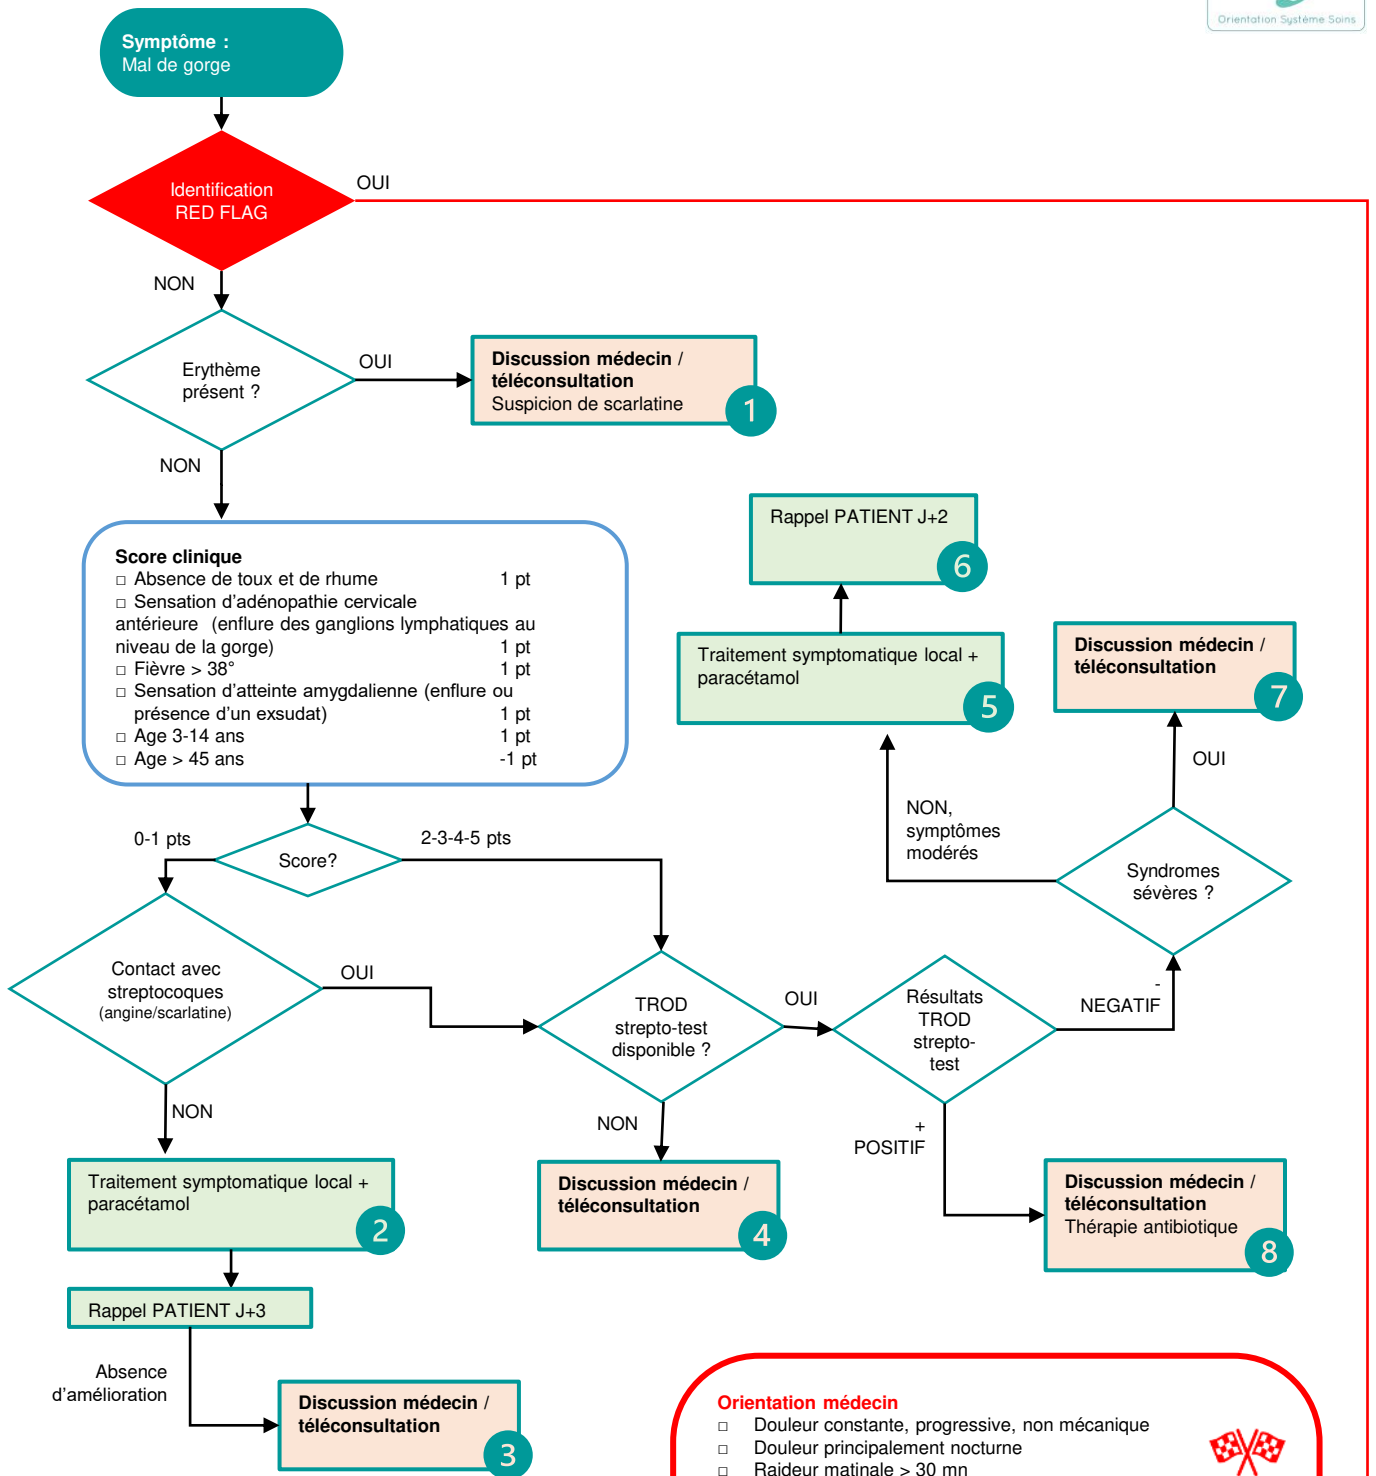 Orientation Système Soins
Symptôme :
Mal de gorge
Identification
RED FLAG
OUI
NON
Erythème
présent ?
OUI
Discussion médecin /
téléconsultation
Suspicion de scarlatine
1
NON
Score clinique
□ Absence de toux et de rhume 1 pt
□ Sensation d'adénopathie cervicale
antérieure (enflure des ganglions lymphatiques au
niveau de la gorge) 1 pt
□ Fièvre > 38° 1 pt
□ Sensation d'atteinte amygdalienne (enflure ou
présence d'un exsudat) 1 pt
□ Age 3-14 ans 1 pt
□ Age > 45 ans -1 pt
Rappel PATIENT J+2
6
Traitement symptomatique local +
paracétamol
5
Discussion médecin /
téléconsultation
7
OUI
NON,
symptômes
modérés
Syndromes
sévères ?
0-1 pts
Score?
2-3-4-5 pts
Contact avec
streptocoques
(angine/scarlatine)
OUI
TROD
strepto-test
disponible ?
OUI
Résultats
TROD
strepto-
test
-
NEGATIF
NON
NON
+
POSITIF
Traitement symptomatique local +
paracétamol
2
Discussion médecin /
téléconsultation
4
Discussion médecin /
téléconsultation
Thérapie antibiotique
8
Rappel PATIENT J+3
Absence
d'amélioration
Discussion médecin /
téléconsultation
3
Orientation médecin
□ Douleur constante, progressive, non mécanique
□ Douleur principalement nocturne
□ Raideur matinale > 30 mn